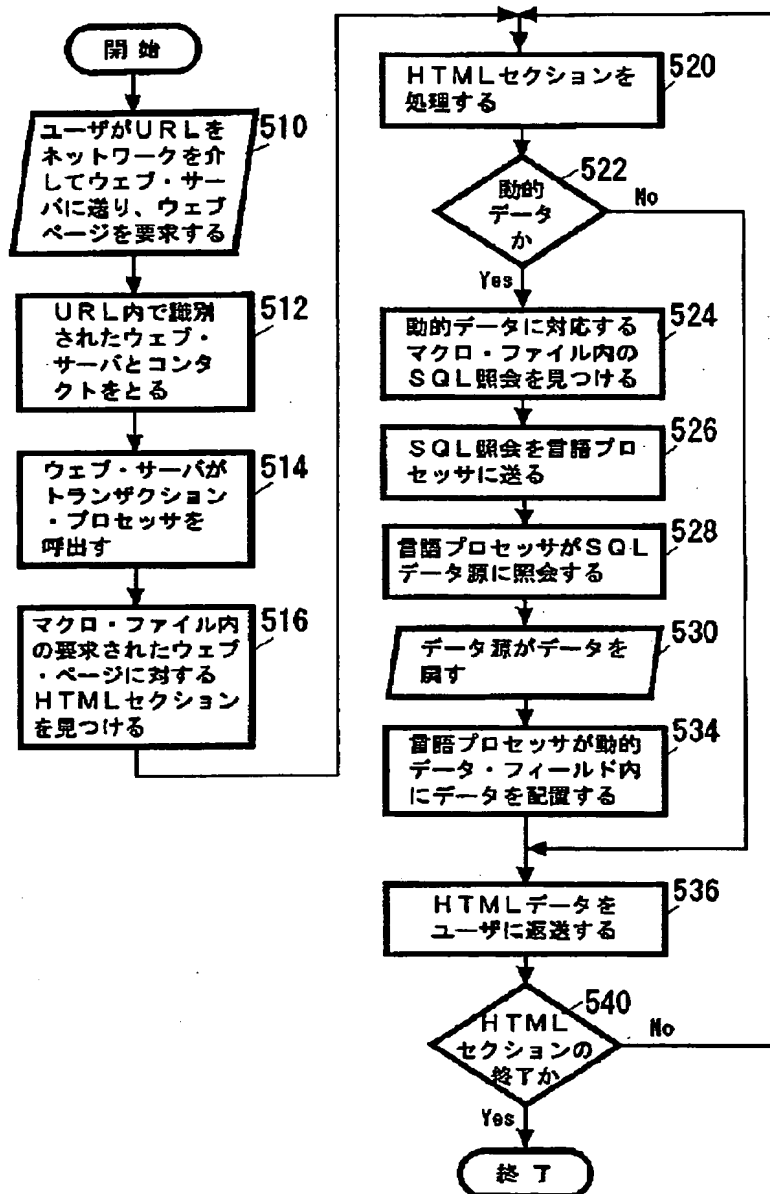 開始
ユーザがURLを
ネットワークを介
してウェブ・サー
バに送り、ウェブ
ページを要求する
510
URL内で識別
されたウェブ・
サーバとコンタ
クトをとる
512
ウェブ・サーバが
トランザクション
・プロセッサを
呼出す
514
マクロ・ファイル内
の要求されたウェブ
・ページに対する
HTMLセクション
を見つける
516
HTMLセクションを
処理する
520
動的
データ
か
522
No
Yes
動的データに対応する
マクロ・ファイル内の
SQL照会を見つける
524
SQL照会を言語プロ
セッサに送る
526
言語プロセッサがSQL
データ源に照会する
528
データ源がデータを
戻す
530
言語プロセッサが動的
データ・フィールド内
にデータを配置する
534
HTMLデータを
ユーザに返送する
536
HTML
セクションの
終了か
540
No
Yes
終了